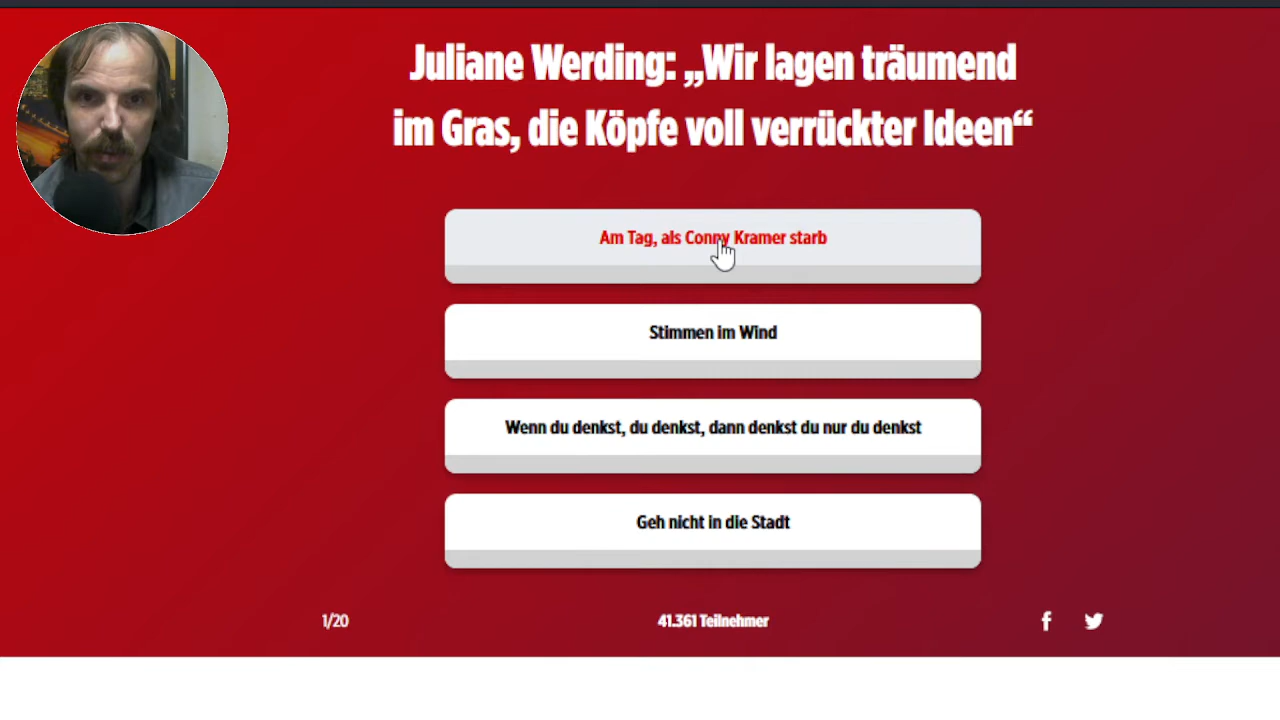 Juliane Werding: „Wir lagen träumend
im Gras, die Köpfe voll verrückter Ideen“
Am Tag, als Conny Kramer starb
Stimmen im Wind
Wenn du denkst, du denkst, dann denkst du nur du denkst
Geh nicht in die Stadt
1/20 41.361 Teilnehmer